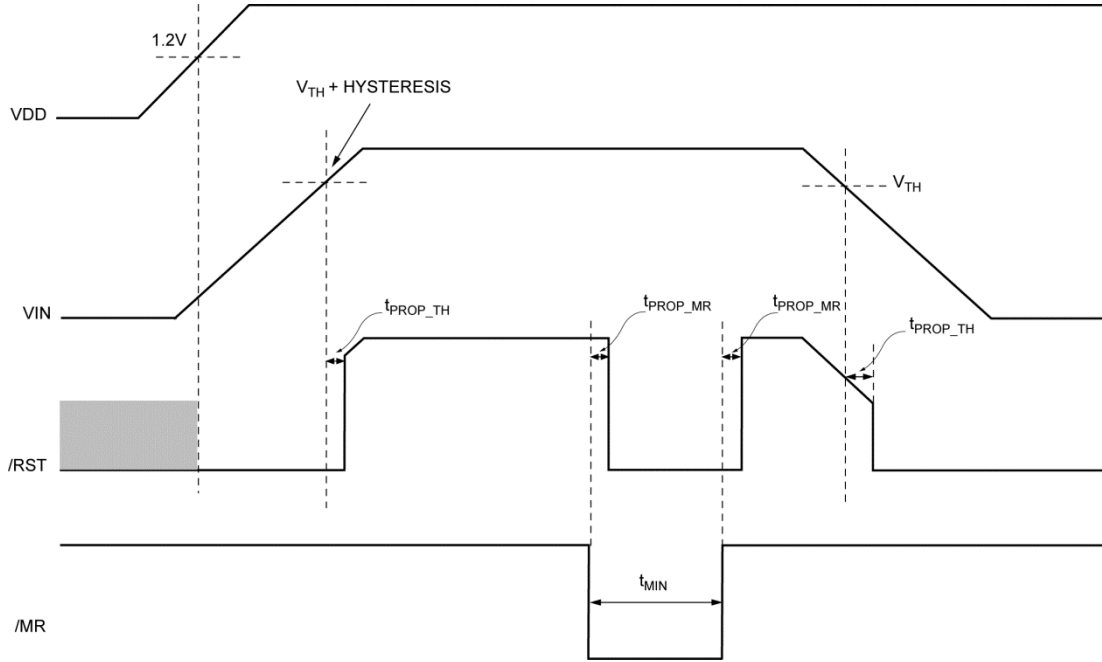 1.2V
VDD
VTH + HYSTERESIS
VTH
VIN
tPROP_TH
tPROP_MR
tPROP_MR
tPROP_TH
/RST
tMIN
/MR